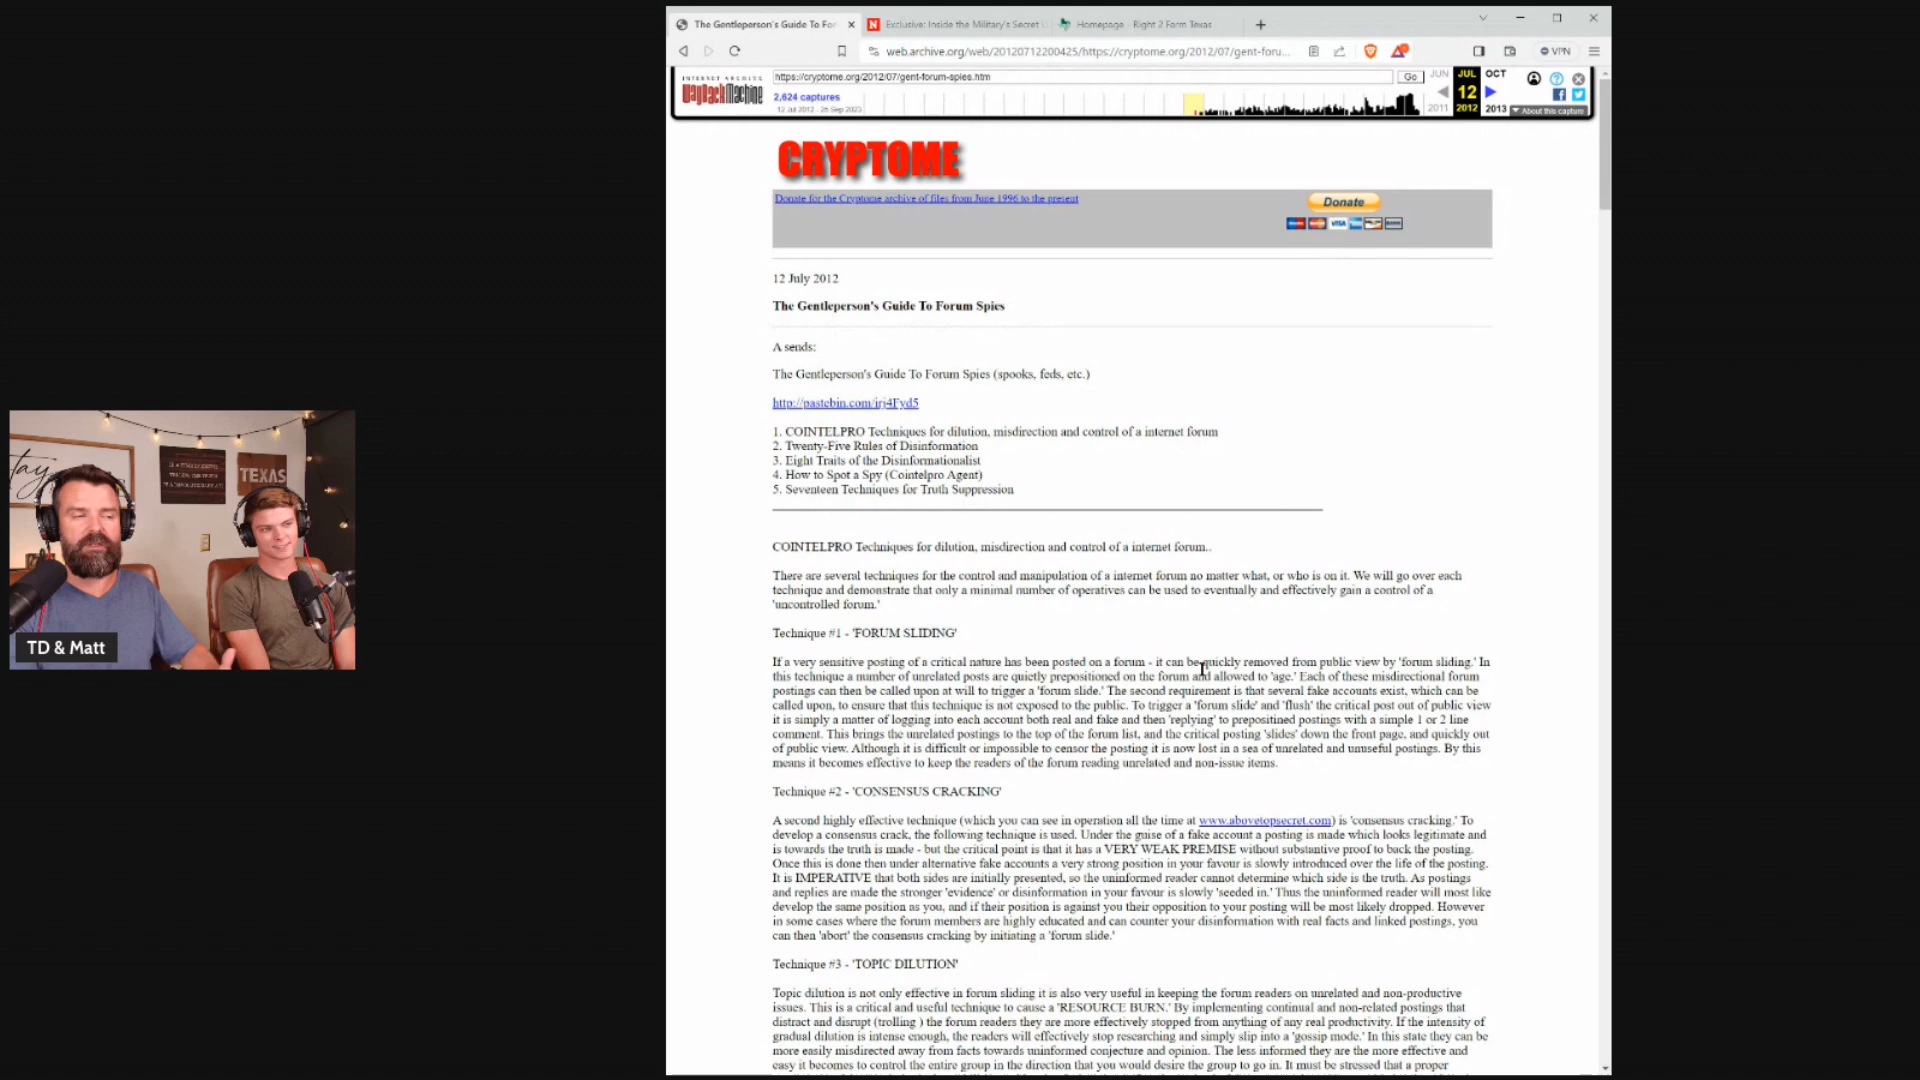 The Gentleperson's Guide To For
Exclusive: Inside the Military's Secret U
Homepage - Right 2 Farm Texas
web.archive.org/web/20120712200425/https://cryptome.org/2012/07/gent-foru...
VPN
INTERNET ARCHIVE
WayBackMachine
https://cryptome.org/2012/07/gent-forum-spies.htm
Go
JUN
JUL
OCT
2,624 captures
12 Jul 2012 - 26 Sep 2023
12
2011
2012
2013
About this capture
CRYPTOME
Donate for the Cryptome archive of files from June 1996 to the present
Donate
VISA
12 July 2012
The Gentleperson's Guide To Forum Spies
A sends:
The Gentleperson's Guide To Forum Spies (spooks, feds, etc.)
http://pastebin.com/irj4Fyd5
1. COINTELPRO Techniques for dilution, misdirection and control of a internet forum
2. Twenty-Five Rules of Disinformation
3. Eight Traits of the Disinformationalist
4. How to Spot a Spy (Cointelpro Agent)
5. Seventeen Techniques for Truth Suppression
COINTELPRO Techniques for dilution, misdirection and control of a internet forum..
There are several techniques for the control and manipulation of a internet forum no matter what, or who is on it. We will go over each
technique and demonstrate that only a minimal number of operatives can be used to eventually and effectively gain a control of a
'uncontrolled forum.'
Technique #1 - 'FORUM SLIDING'
If a very sensitive posting of a critical nature has been posted on a forum - it can be quickly removed from public view by 'forum sliding.' In
this technique a number of unrelated posts are quietly prepositioned on the forum and allowed to 'age.' Each of these misdirectional forum
postings can then be called upon at will to trigger a 'forum slide.' The second requirement is that several fake accounts exist, which can be
called upon, to ensure that this technique is not exposed to the public. To trigger a 'forum slide' and 'flush' the critical post out of public view
it is simply a matter of logging into each account both real and fake and then 'replying' to prepositined postings with a simple 1 or 2 line
comment. This brings the unrelated postings to the top of the forum list, and the critical posting 'slides' down the front page, and quickly out
of public view. Although it is difficult or impossible to censor the posting it is now lost in a sea of unrelated and unuseful postings. By this
means it becomes effective to keep the readers of the forum reading unrelated and non-issue items.
Technique #2 - 'CONSENSUS CRACKING'
A second highly effective technique (which you can see in operation all the time at www.abovetopsecret.com) is 'consensus cracking.' To
develop a consensus crack, the following technique is used. Under the guise of a fake account a posting is made which looks legitimate and
is towards the truth is made - but the critical point is that it has a VERY WEAK PREMISE without substantive proof to back the posting.
Once this is done then under alternative fake accounts a very strong position in your favour is slowly introduced over the life of the posting.
It is IMPERATIVE that both sides are initially presented, so the uninformed reader cannot determine which side is the truth. As postings
and replies are made the stronger 'evidence' or disinformation in your favour is slowly 'seeded in.' Thus the uninformed reader will most like
develop the same position as you, and if their position is against you their opposition to your posting will be most likely dropped. However
in some cases where the forum members are highly educated and can counter your disinformation with real facts and linked postings, you
can then 'abort' the consensus cracking by initiating a 'forum slide.'
Technique #3 - 'TOPIC DILUTION'
Topic dilution is not only effective in forum sliding it is also very useful in keeping the forum readers on unrelated and non-productive
issues. This is a critical and useful technique to cause a 'RESOURCE BURN.' By implementing continual and non-related postings that
distract and disrupt (trolling ) the forum readers they are more effectively stopped from anything of any real productivity. If the intensity of
gradual dilution is intense enough, the readers will effectively stop researching and simply slip into a 'gossip mode.' In this state they can be
more easily misdirected away from facts towards uninformed conjecture and opinion. The less informed they are the more effective and
easy it becomes to control the entire group in the direction that you would desire the group to go in. It must be stressed that a proper
TEXAS
TD & Matt